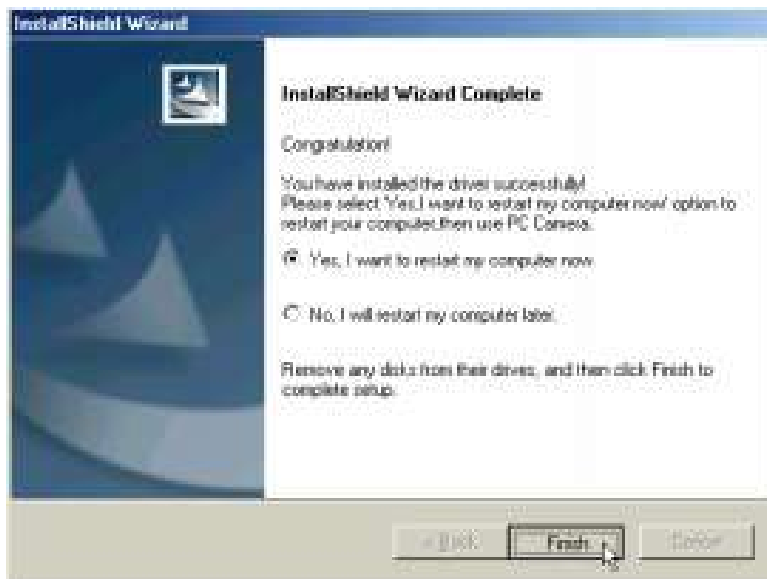 InstallShield Wizard
InstallShield Wizard Complete
Congratulation!
You have installed the driver successfully!
Please select 'Yes,I want to restart my computer now' option to
restart your computer,then use PC Camera.
Yes, I want to restart my computer now.
No, I will restart my computer later.
Remove any disks from their drives, and then click Finish to
complete setup.
< Back
Finish
Cancel